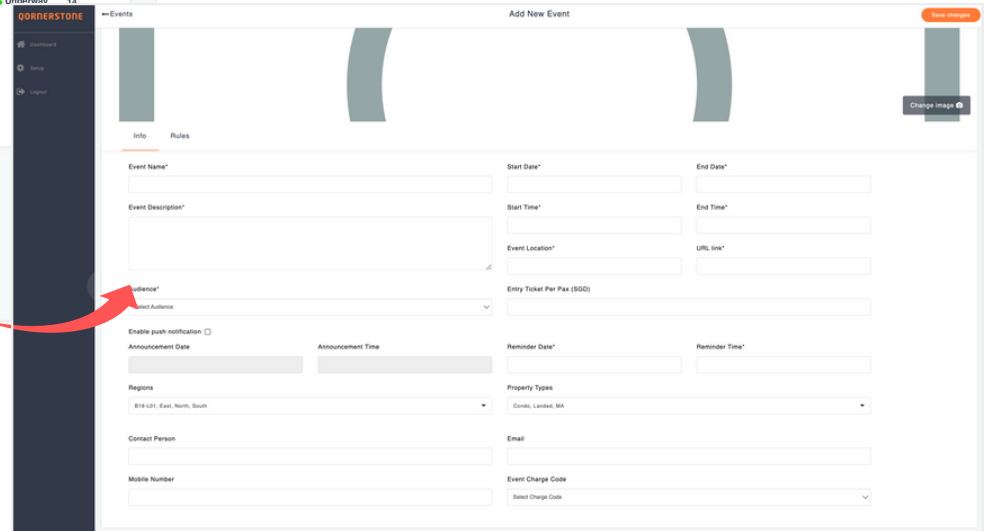 Underway 14
QORNERSTONE
Events
Add New Event
Save changes
Dashboard
Setup
Logout
Change image
Info Rules
Event Name*
Start Date*
End Date*
Event Description*
Start Time*
End Time*
Event Location*
URL link*
Audience*
Select Audience
Entry Ticket Per Pax (SGD)
Enable push notification
Announcement Date
Announcement Time
Reminder Date*
Reminder Time*
Regions
Property Types
B19-L01, East, North, South
Condo, Landed, MA
Contact Person
Email
Mobile Number
Event Charge Code
Select Charge Code